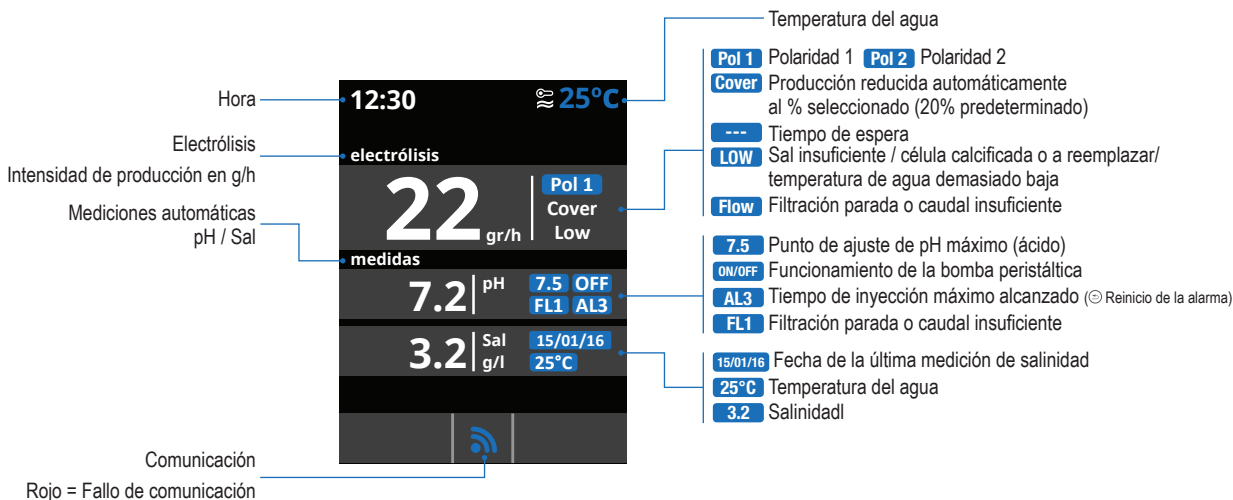 Temperatura del agua
Pol 1 Polaridad 1 Pol 2 Polaridad 2
Cover Producción reducida automáticamente
al % seleccionado (20% predeterminado)
--- Tiempo de espera
LOW Sal insuficiente / célula calcificada o a reemplazar/
temperatura de agua demasiado baja
Flow Filtración parada o caudal insuficiente
7.5 Punto de ajuste de pH máximo (ácido)
ON/OFF Funcionamiento de la bomba peristáltica
AL3 Tiempo de inyección máximo alcanzado (⊝ Reinicio de la alarma)
FL1 Filtración parada o caudal insuficiente
15/01/16 Fecha de la última medición de salinidad
25°C Temperatura del agua
3.2 Salinidadl
Hora
Electrólisis
Intensidad de producción en g/h
Mediciones automáticas
pH / Sal
Comunicación
Rojo = Fallo de comunicación
12:30 25°C
electrólisis
22 gr/h
Pol 1
Cover
Low
medidas
7.2 pH 7.5 OFF
FL1 AL3
3.2 Sal 15/01/16
g/l 25°C